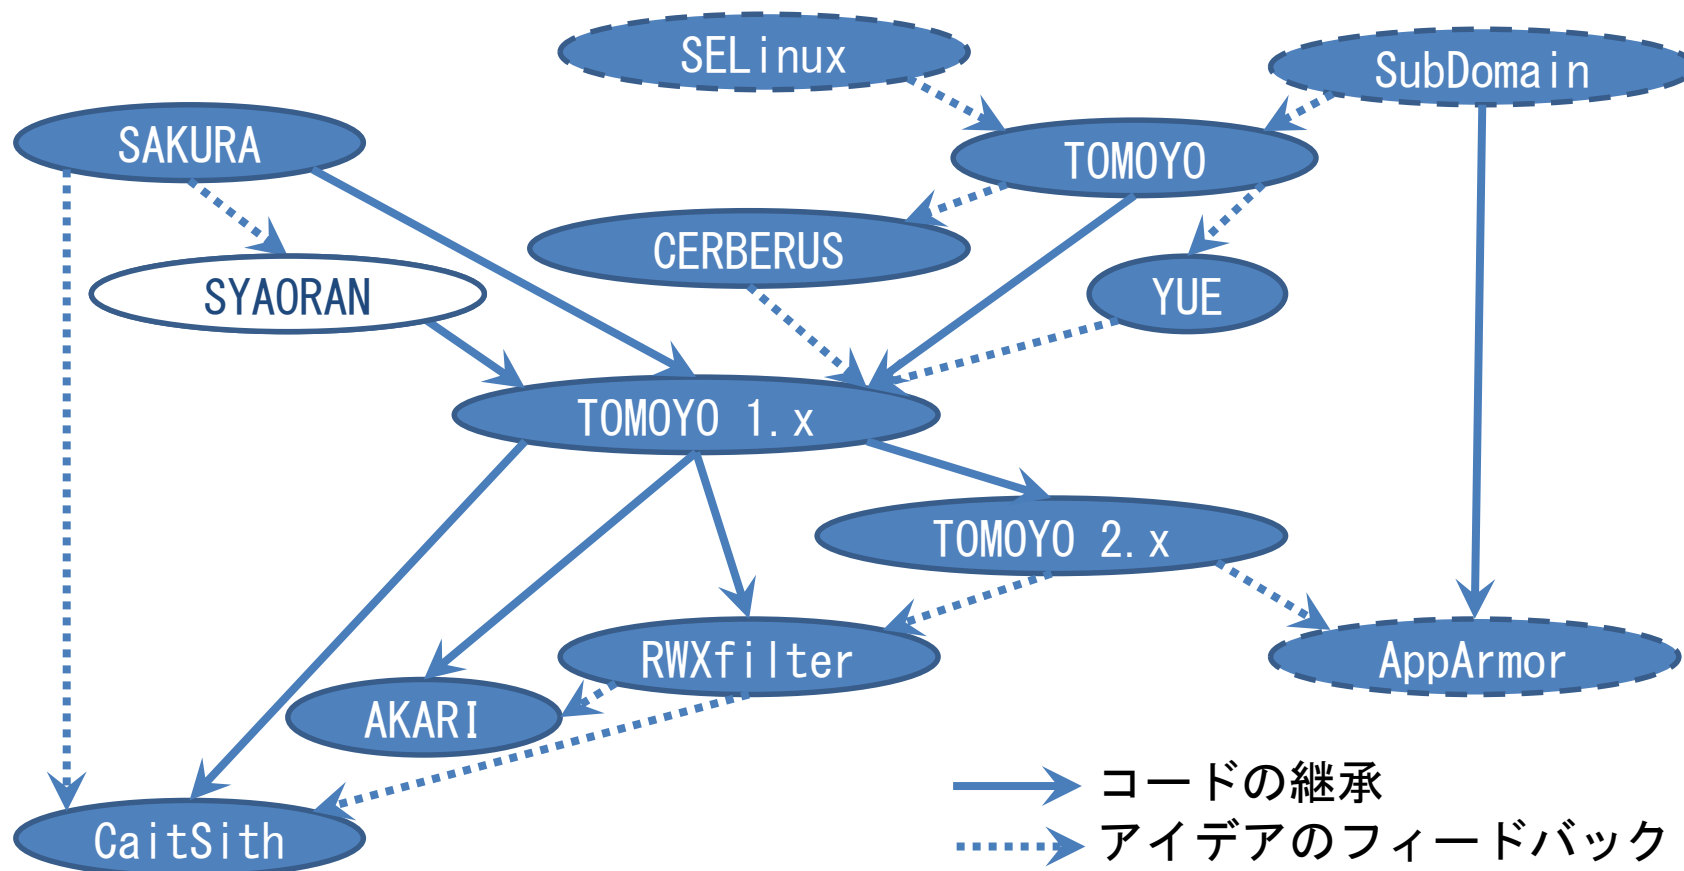 SELinux
SubDomain
SAKURA
TOMOYO
CERBERUS
SYAORAN
YUE
TOMOYO 1.x
TOMOYO 2.x
RWXfilter
AppArmor
AKARI
コードの継承
CaitSith
アイデアのフィードバック